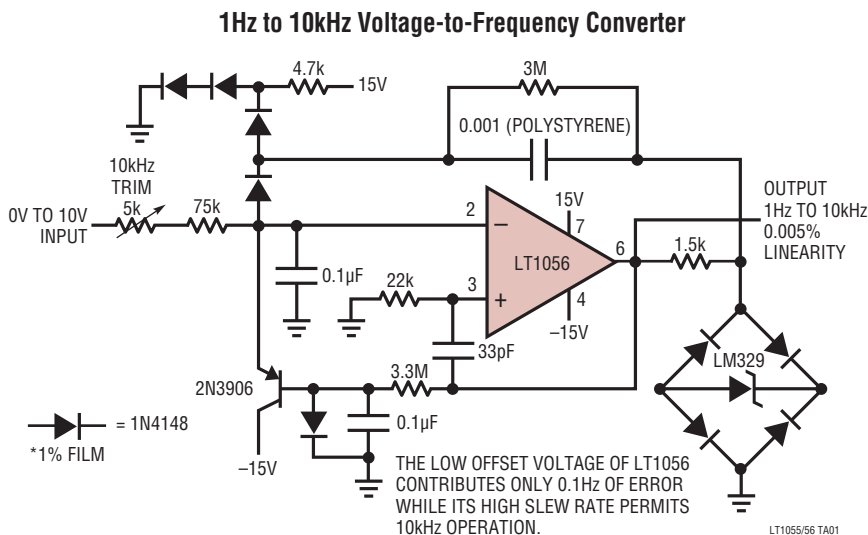 1Hz to 10kHz Voltage-to-Frequency Converter
4.7k
15V
3M
0.001 (POLYSTYRENE)
10kHz
TRIM
5k
75k
0V TO 10V
INPUT
2
15V
7
6
–
LT1056
OUTPUT
1Hz TO 10kHz
0.005%
LINEARITY
1.5k
0.1µF
22k
3
+
4
–15V
33pF
LM329
2N3906
3.3M
0.1µF
= 1N4148
*1% FILM
–15V
THE LOW OFFSET VOLTAGE OF LT1056
CONTRIBUTES ONLY 0.1Hz OF ERROR
WHILE ITS HIGH SLEW RATE PERMITS
10kHz OPERATION.
LT1055/56 TA01